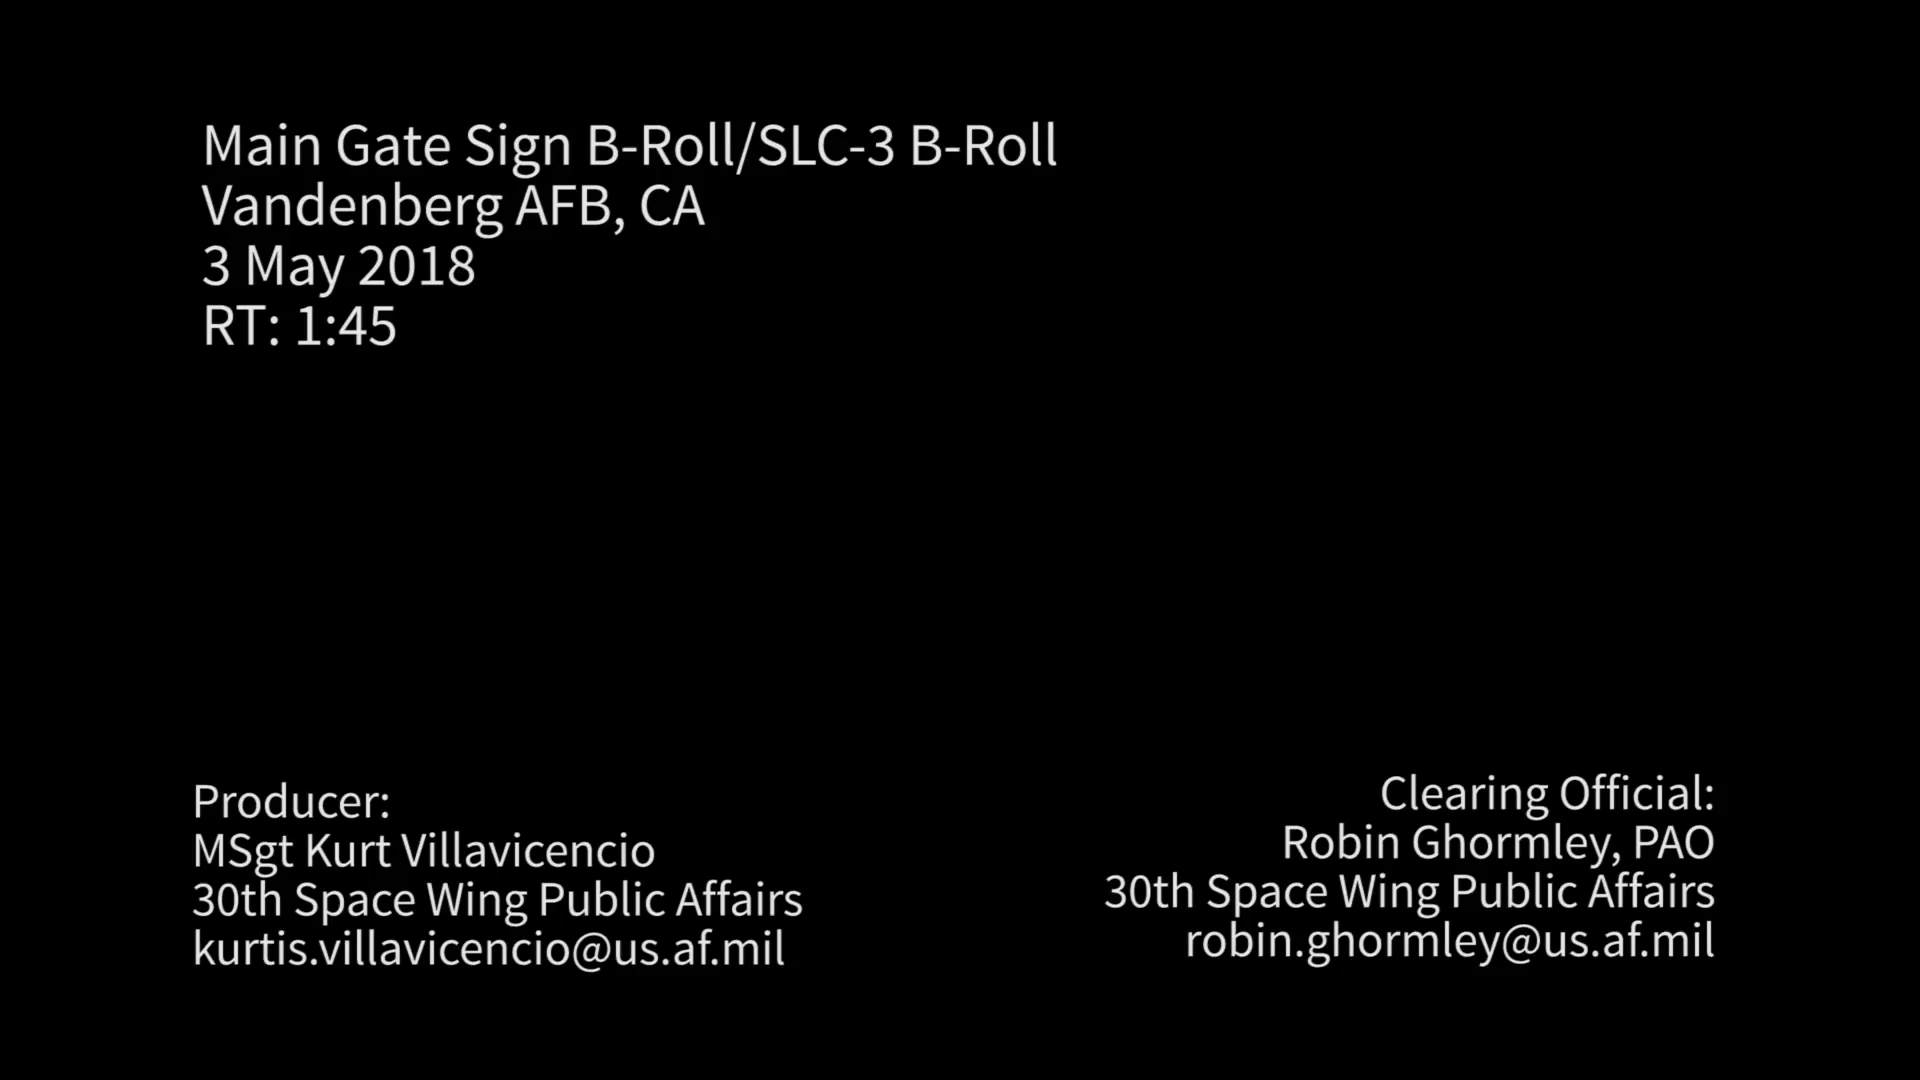 Main Gate Sign B-Roll/SLC-3 B-Roll
Vandenberg AFB, CA
3 May 2018
RT: 1:45
Producer:
MSgt Kurt Villavicencio
30th Space Wing Public Affairs
kurtis.villavicencio@us.af.mil
Clearing Official:
Robin Ghormley, PAO
30th Space Wing Public Affairs
robin.ghormley@us.af.mil